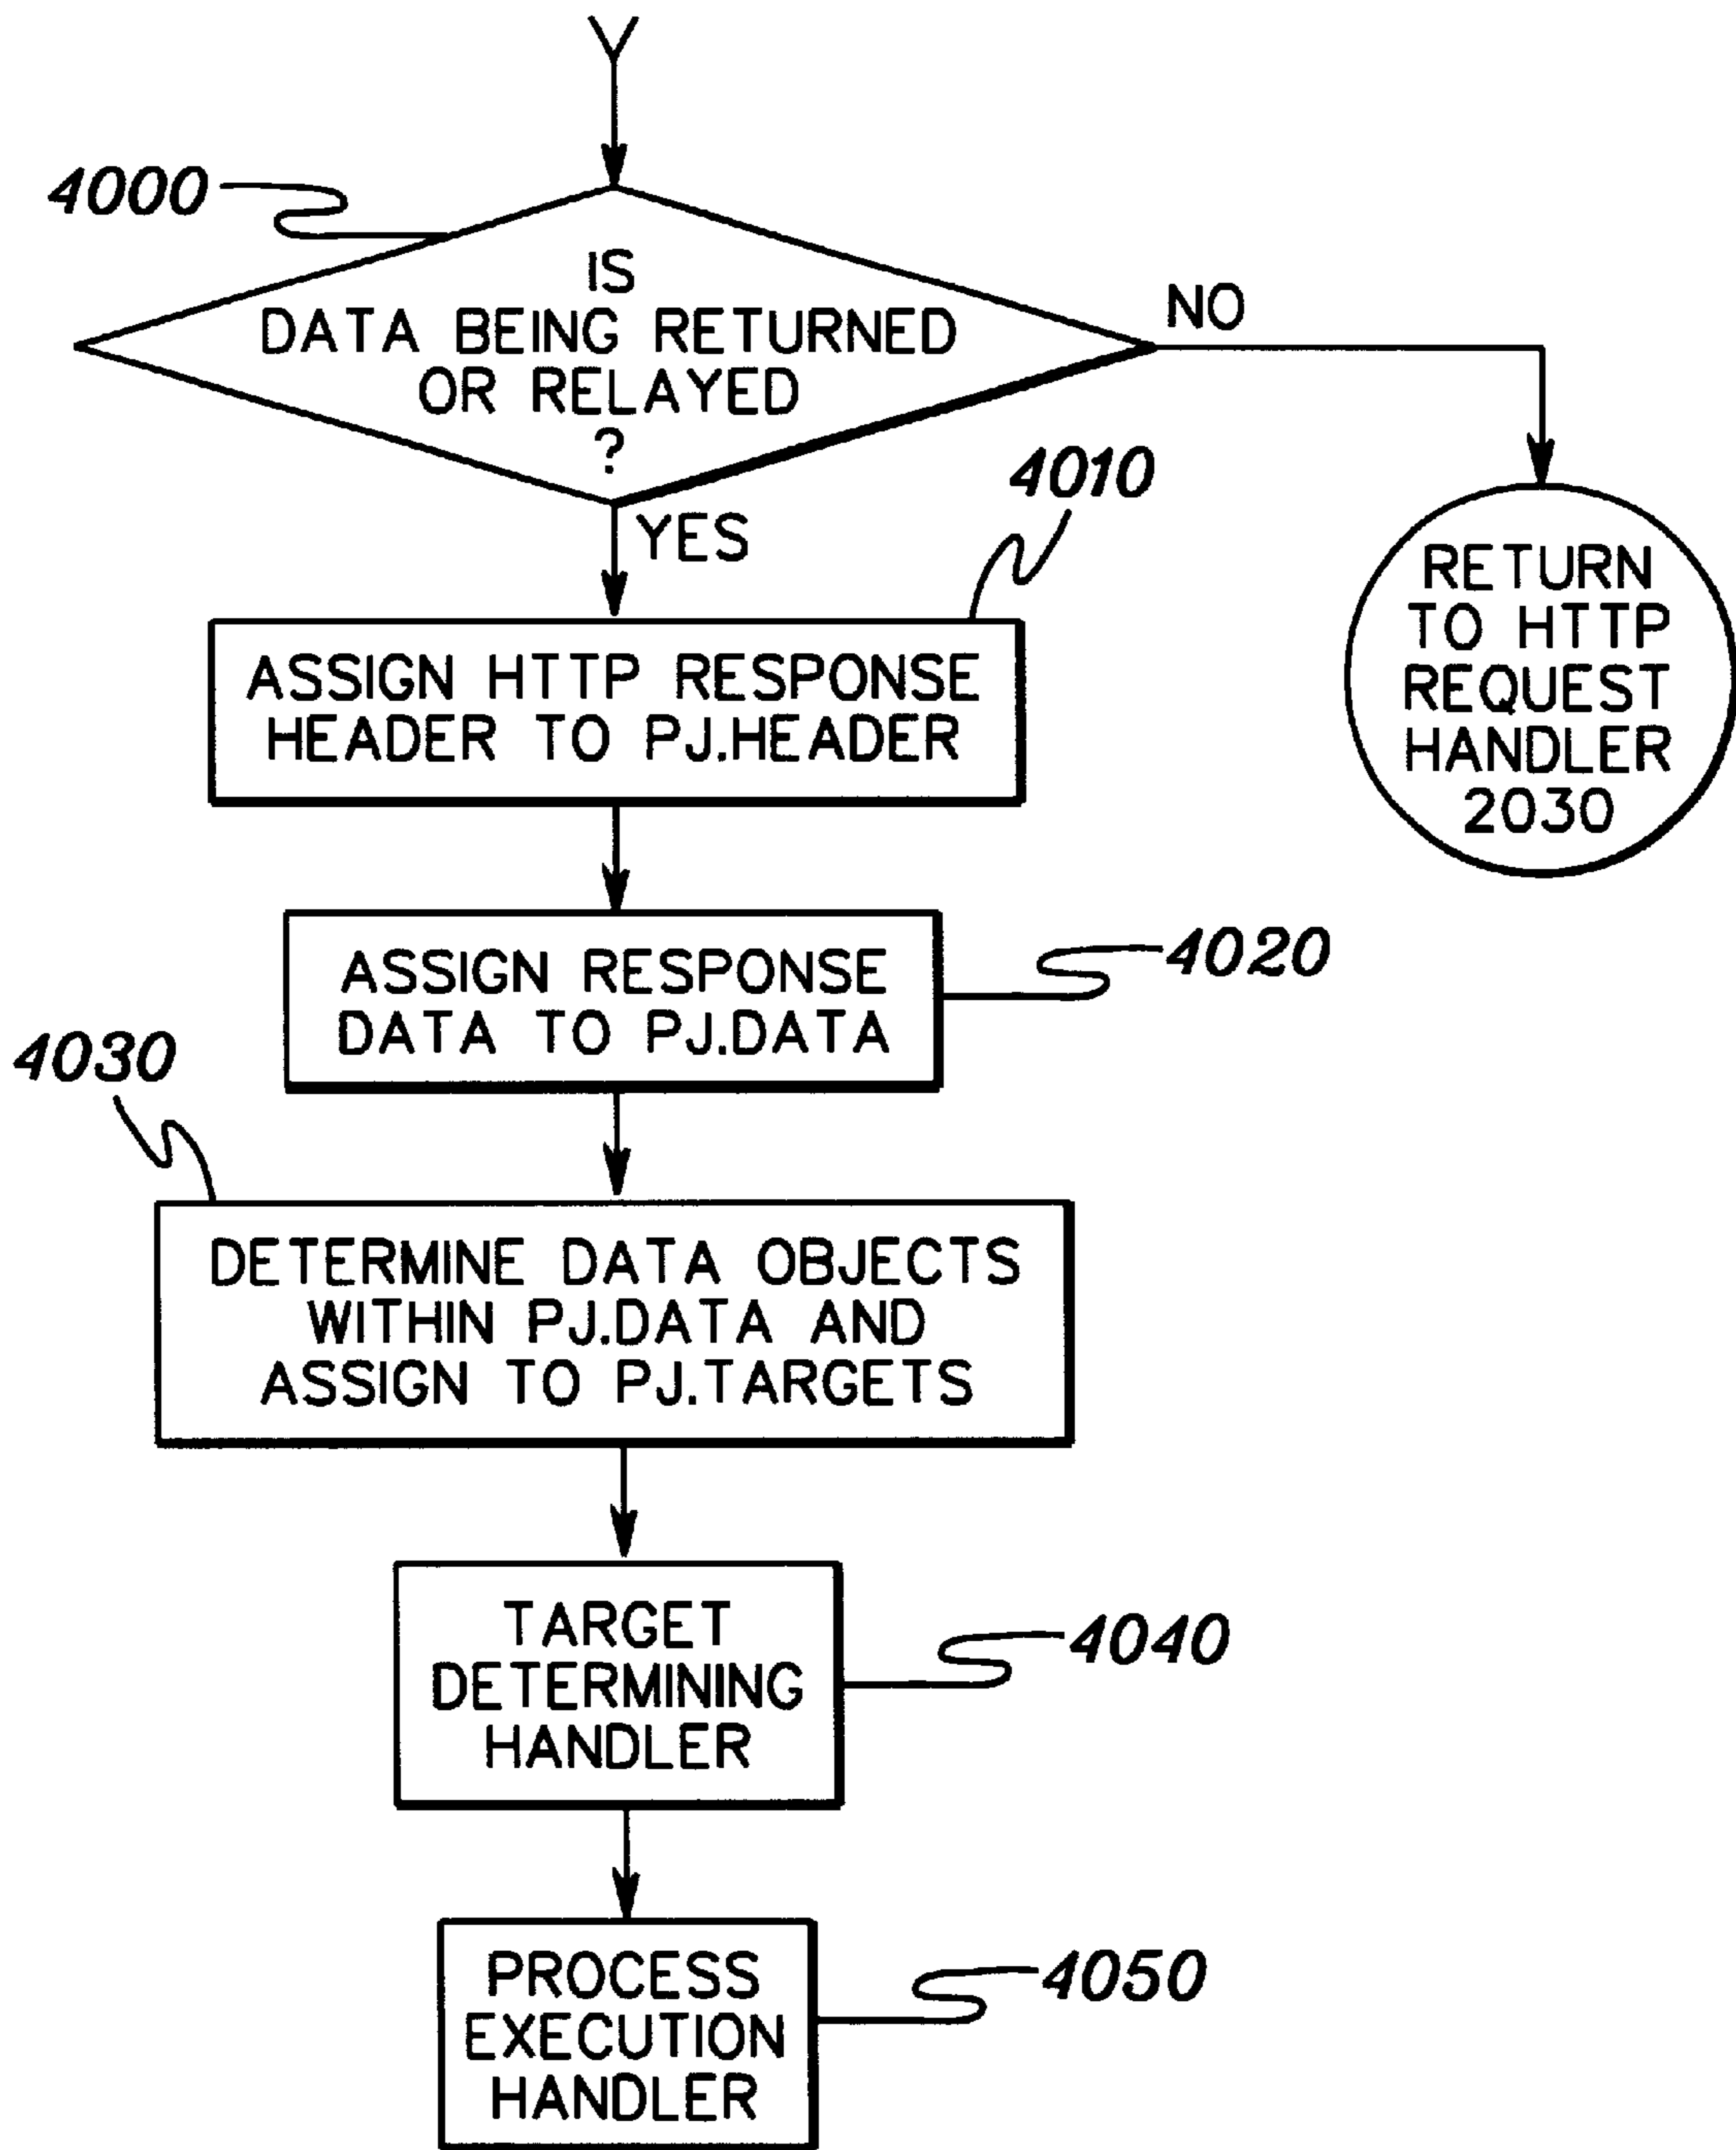 4000
IS
DATA BEING RETURNED
OR RELAYED
?
NO
YES
RETURN
TO HTTP
REQUEST
HANDLER
2030
4010
ASSIGN HTTP RESPONSE
HEADER TO PJ.HEADER
4020
ASSIGN RESPONSE
DATA TO PJ.DATA
4030
DETERMINE DATA OBJECTS
WITHIN PJ.DATA AND
ASSIGN TO PJ.TARGETS
4040
TARGET
DETERMINING
HANDLER
4050
PROCESS
EXECUTION
HANDLER